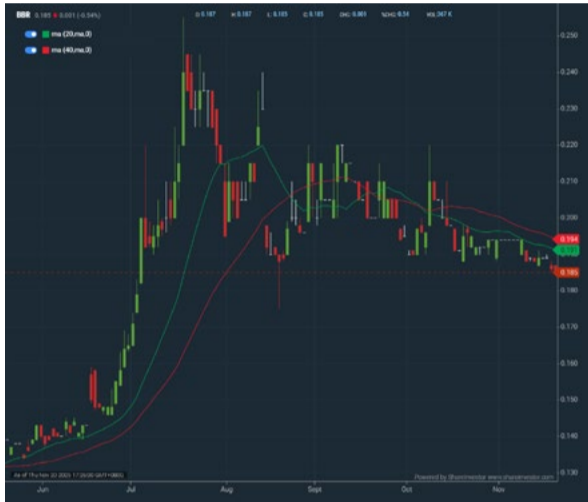 BBR 0.185 0.001 (-0.54%) O: 0.187 H: 0.187 L: 0.185 C: 0.185 CHG: 0.001 %CHG: 0.54 VOL: 367 K
ma (20,ma,0)
ma (40,ma,0)
0.250
0.240
0.230
0.220
0.210
0.200
0.194
0.185
0.180
0.170
0.160
0.150
0.140
0.130
Powered by ShareInvestor www.shareinvestor.com
Jun Jul Aug Sept Oct Nov